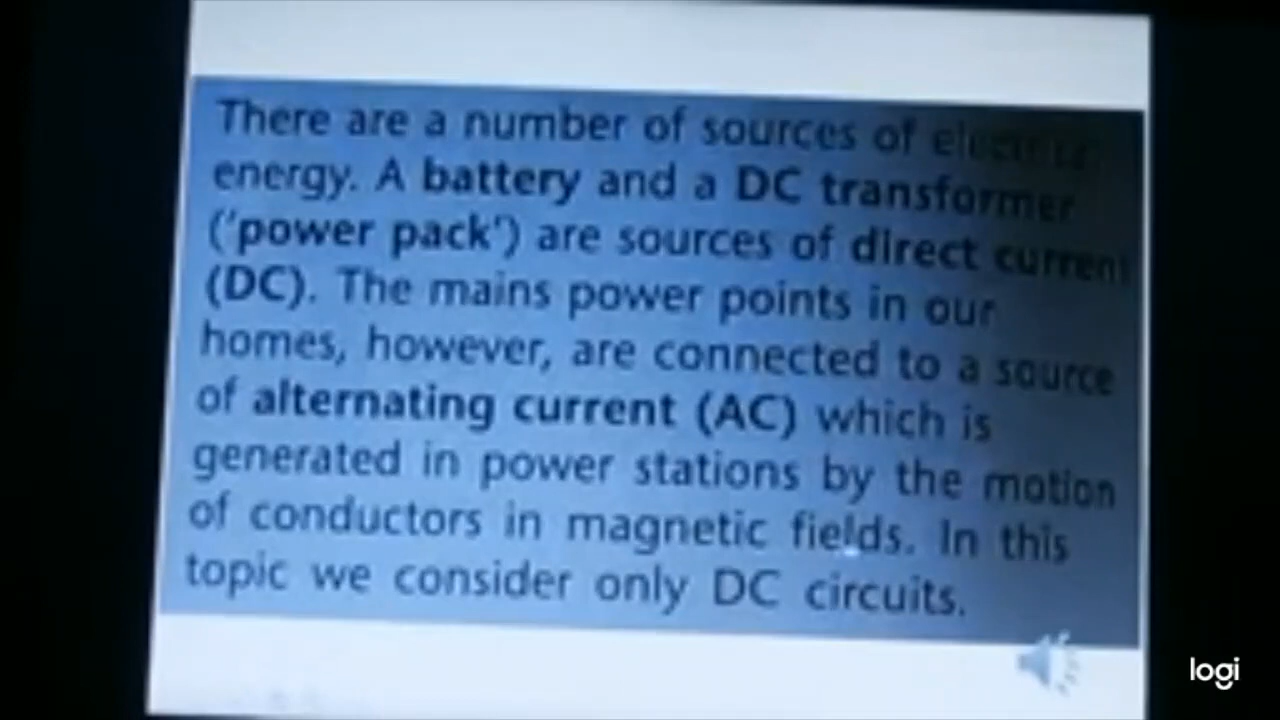 There are a number of sources of
energy. A battery and a DC transformer
('power pack') are sources of direct current
(DC). The mains power points in our
homes, however, are connected to a source
of alternating current (AC) which is
generated in power stations by the motion
of conductors in magnetic fields. In this
topic we consider only DC circuits.
logi